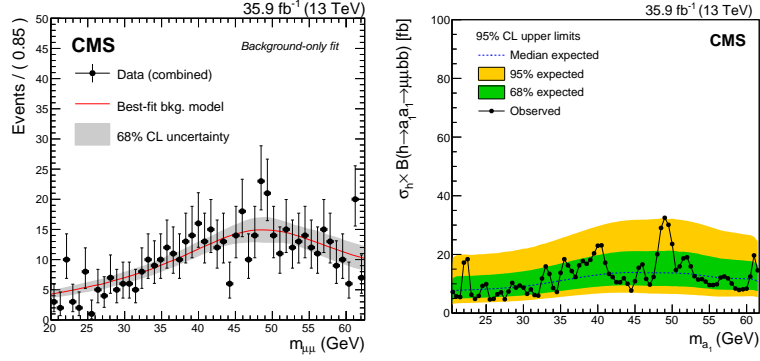 35.9 fb⁻¹ (13 TeV)
CMS
Background-only fit
Data (combined)
Best-fit bkg. model
68% CL uncertainty
Events / ( 0.85 )
50
45
40
35
30
25
20
15
10
5
0
20 25 30 35 40 45 50 55 60
m_μμ (GeV)
35.9 fb⁻¹ (13 TeV)
95% CL upper limits
CMS
Median expected
95% expected
68% expected
Observed
σ_h × B(h→a₁a₁→μμbb) [fb]
100
80
60
40
20
0
25 30 35 40 45 50 55 60
m_a₁ (GeV)